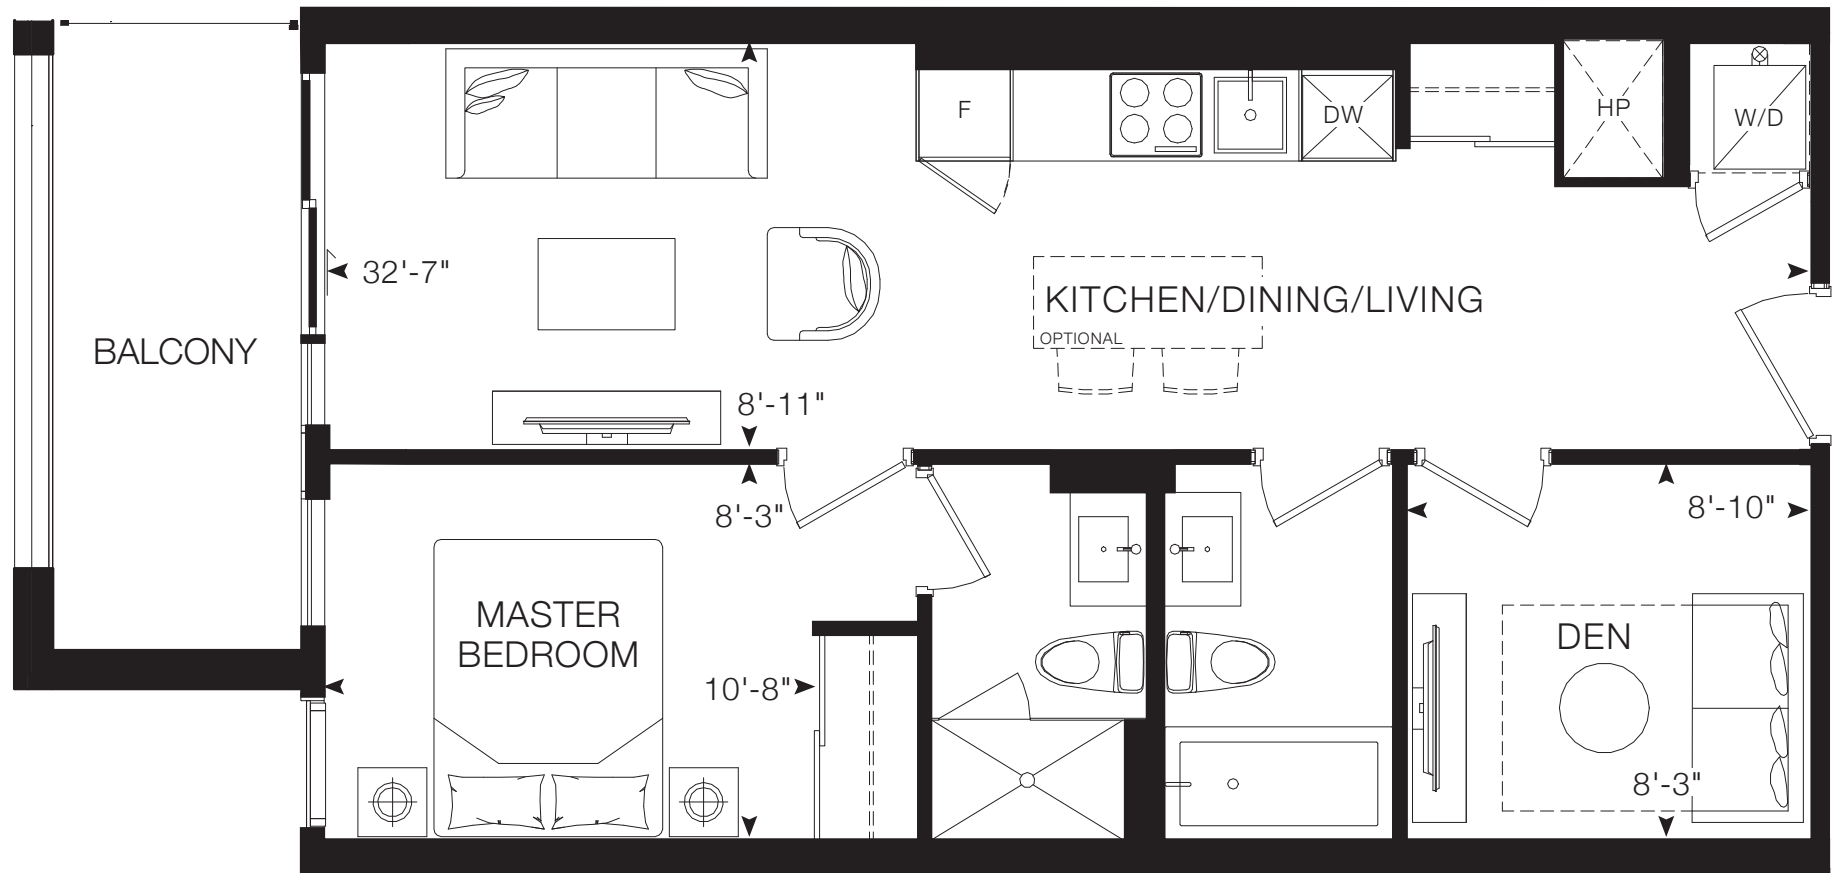 F
DW
HP
W/D
32'-7"
KITCHEN/DINING/LIVING
OPTIONAL
BALCONY
8'-11"
8'-3"
8'-10"
MASTER
BEDROOM
DEN
10'-8"
8'-3"